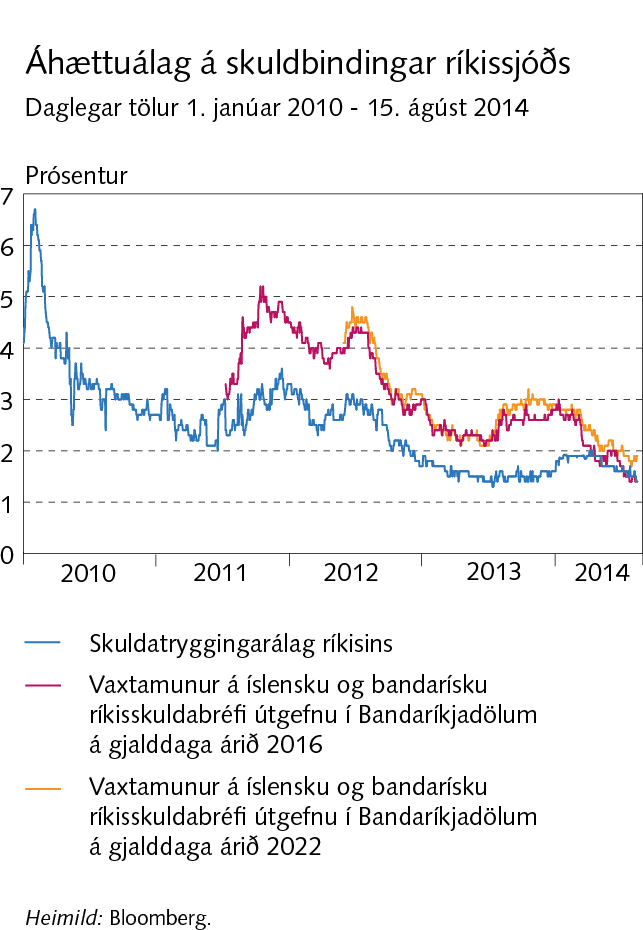 Áhættuálag á skuldbindingar ríkissjóðs
Daglegar tölur 1. janúar 2010 - 15. ágúst 2014
Prósentur
7
6
5
4
3
2
1
0
2010 2011 2012 2013 2014
Skuldatryggingarálag ríkisins
Vaxtamunur á íslensku og bandarísku
ríkisskuldabréfi útgefnu í Bandaríkjadölum
á gjalddaga árið 2016
Vaxtamunur á íslensku og bandarísku
ríkisskuldabréfi útgefnu í Bandaríkjadölum
á gjalddaga árið 2022
Heimild: Bloomberg.